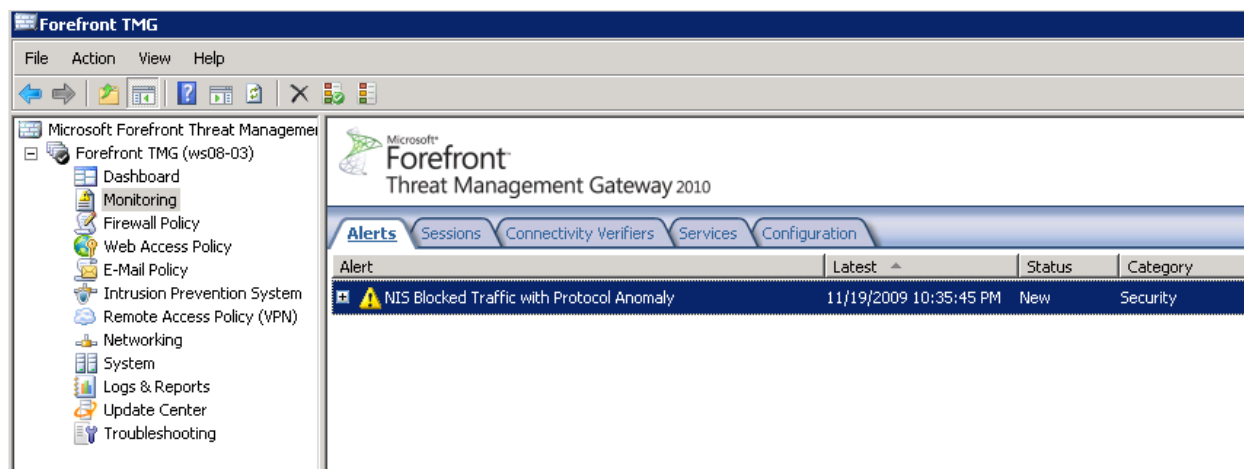 Forefront TMG
File Action View Help
Microsoft Forefront Threat Managemer
Forefront TMG (ws08-03)
Dashboard
Monitoring
Firewall Policy
Web Access Policy
E-Mail Policy
Intrusion Prevention System
Remote Access Policy (VPN)
Networking
System
Logs & Reports
Update Center
Troubleshooting
Microsoft
Forefront
Threat Management Gateway 2010
Alerts Sessions Connectivity Verifiers Services Configuration
Alert Latest Status Category
NIS Blocked Traffic with Protocol Anomaly 11/19/2009 10:35:45 PM New Security